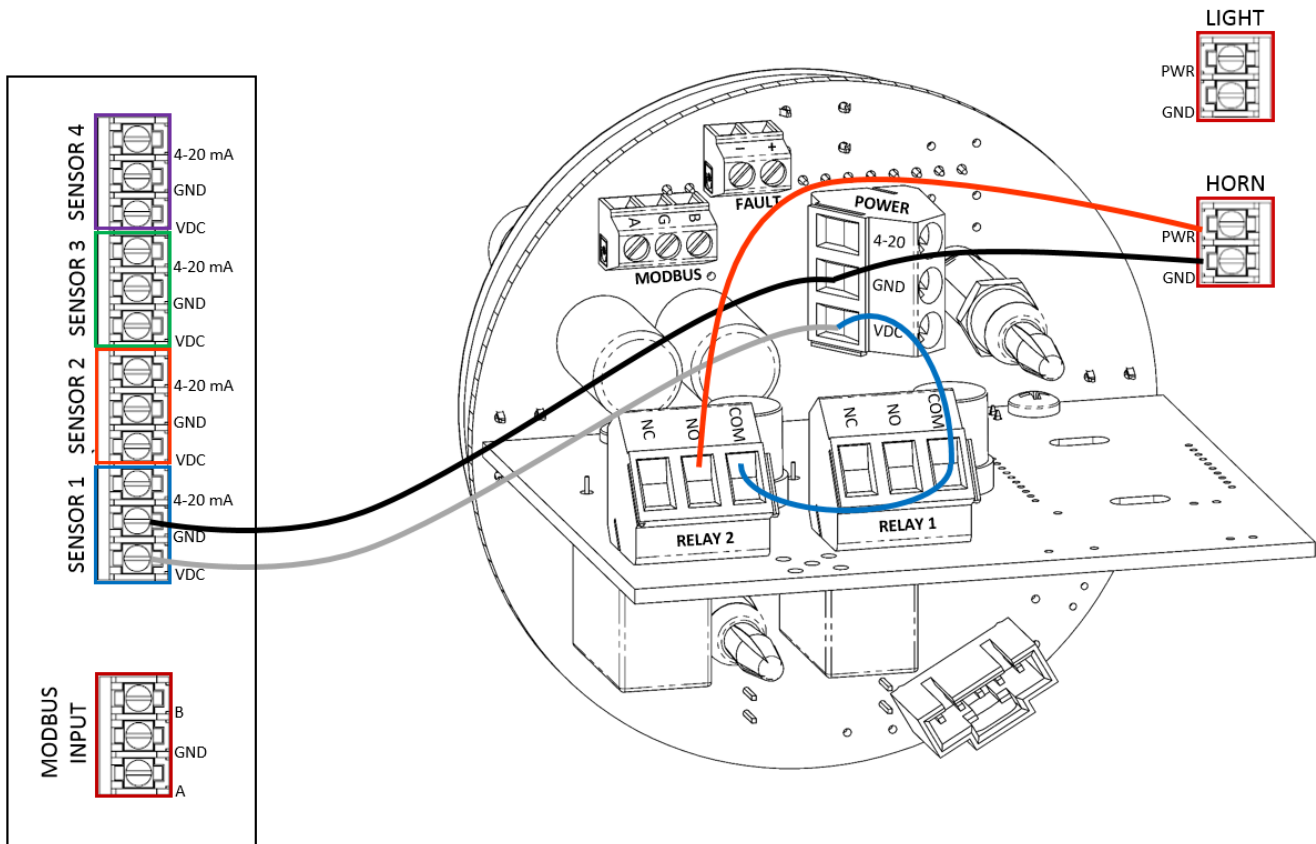 LIGHT
PWR
GND
HORN
PWR
GND
SENSOR 4
4-20 mA
GND
VDC
SENSOR 3
4-20 mA
GND
VDC
SENSOR 2
4-20 mA
GND
VDC
SENSOR 1
4-20 mA
GND
VDC
MODBUS
INPUT
B
GND
A
- +
FAULT
A G B
MODBUS
POWER
4-20
GND
VDC
NC NO COM
RELAY 2
NC NO COM
RELAY 1